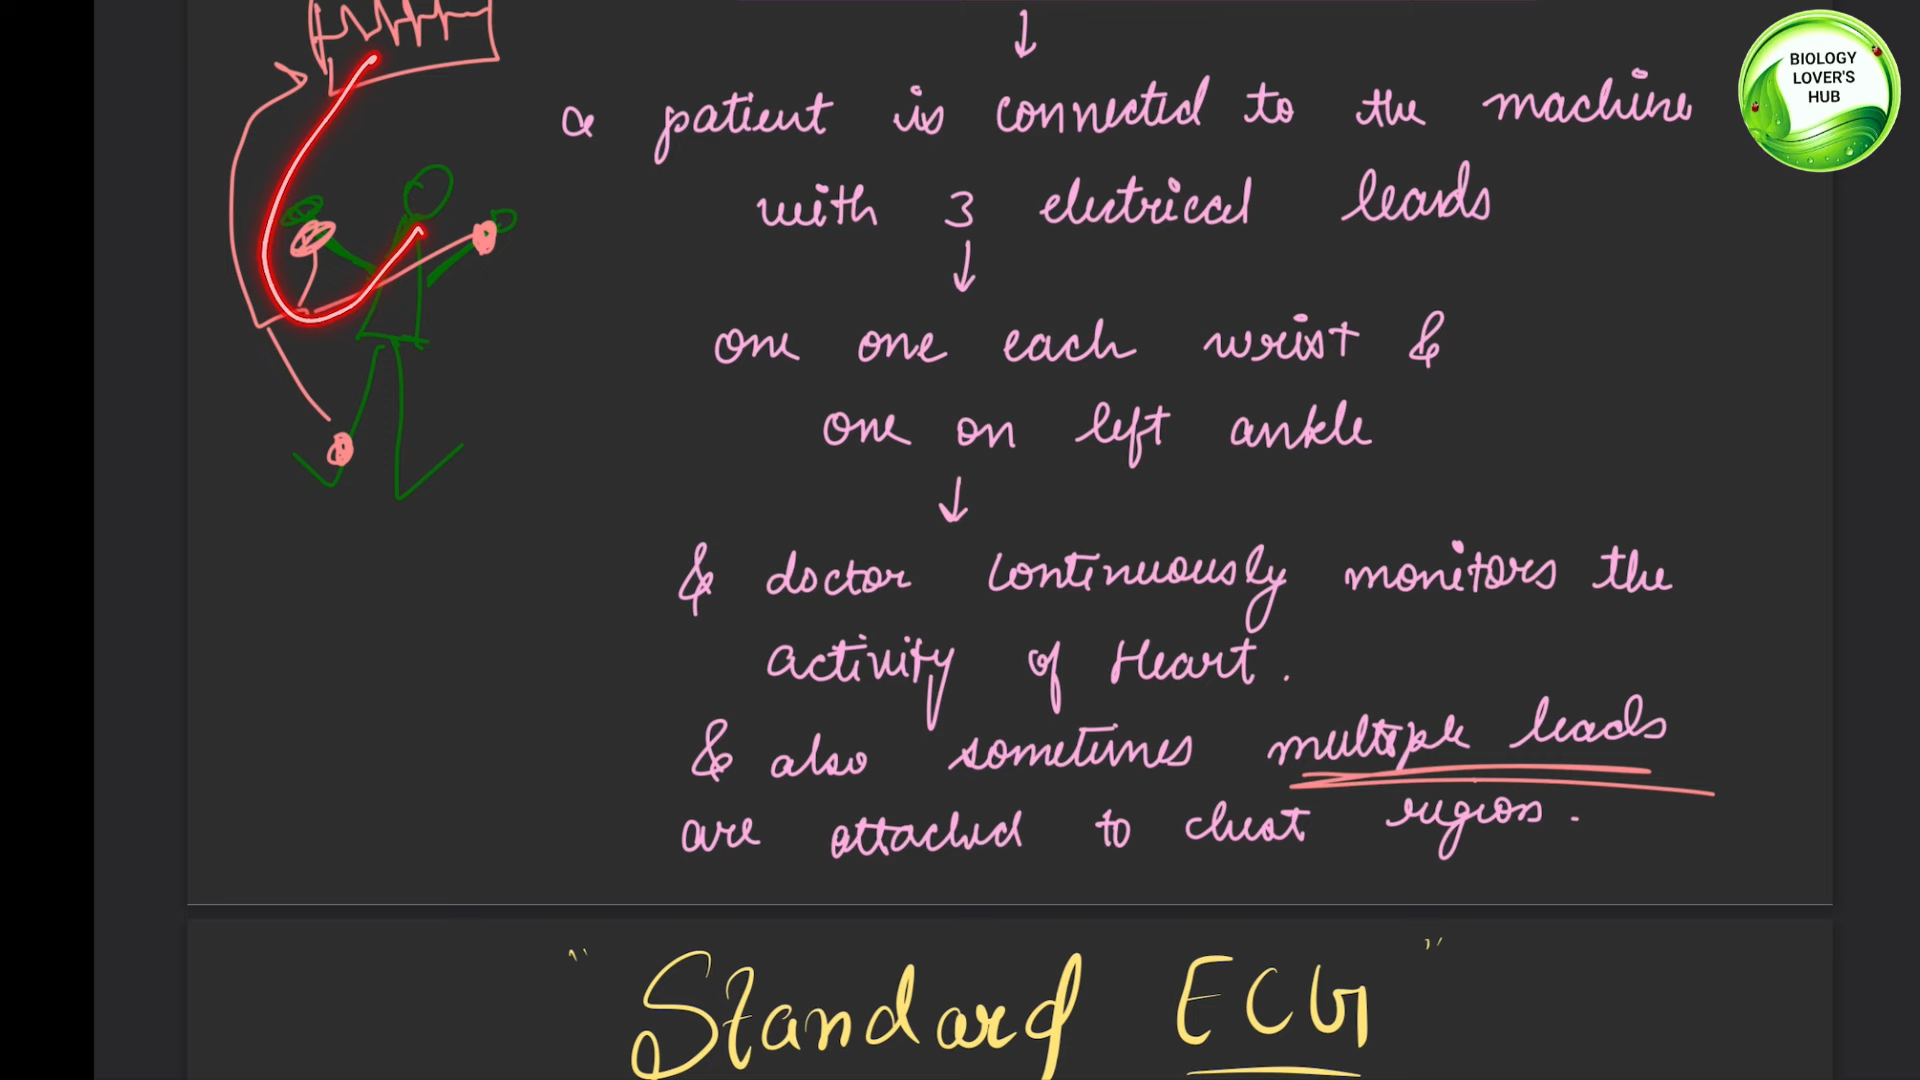 BIOLOGY
LOVER'S
HUB
a patient is connected to the machine
with 3 electrical leads
one one each wrist &
one on left ankle
& doctor continuously monitors the
activity of Heart.
& also sometimes multiple leads
are attached to chest region.
"Standard ECG"